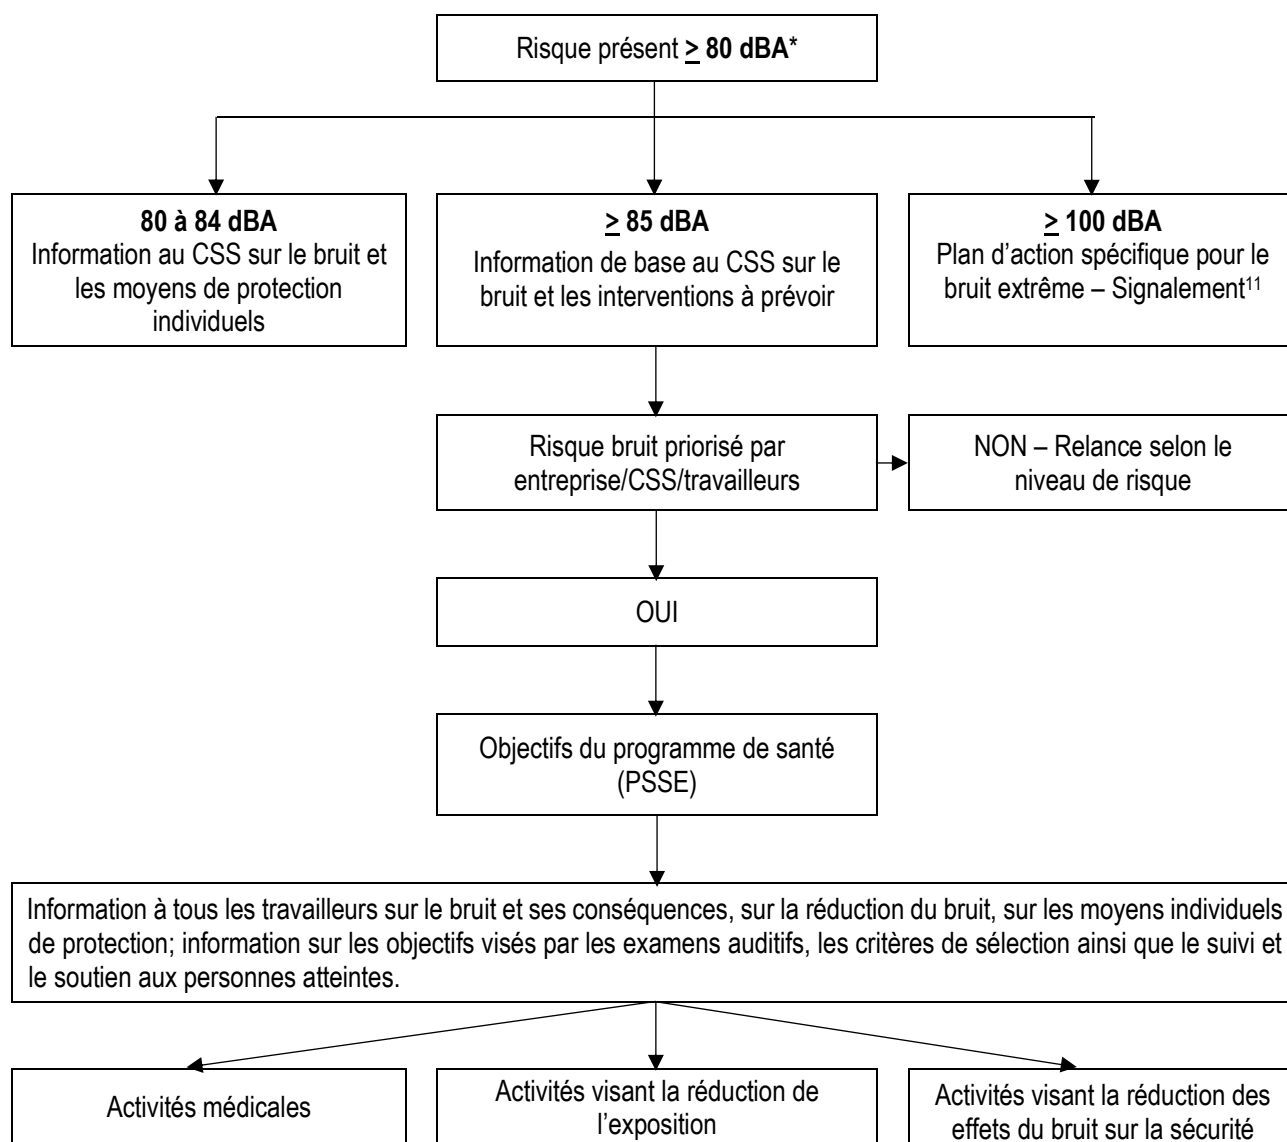 Risque présent ≥ 80 dBA*
80 à 84 dBA
Information au CSS sur le bruit et
les moyens de protection
individuels
≥ 85 dBA
Information de base au CSS sur le
bruit et les interventions à prévoir
≥ 100 dBA
Plan d’action spécifique pour le
bruit extrême – Signalement¹¹
Risque bruit priorisé par
entreprise/CSS/travailleurs
NON – Relance selon le
niveau de risque
OUI
Objectifs du programme de santé
(PSSE)
Information à tous les travailleurs sur le bruit et ses conséquences, sur la réduction du bruit, sur les moyens individuels
de protection; information sur les objectifs visés par les examens auditifs, les critères de sélection ainsi que le suivi et
le soutien aux personnes atteintes.
Activités médicales
Activités visant la réduction de
l’exposition
Activités visant la réduction des
effets du bruit sur la sécurité